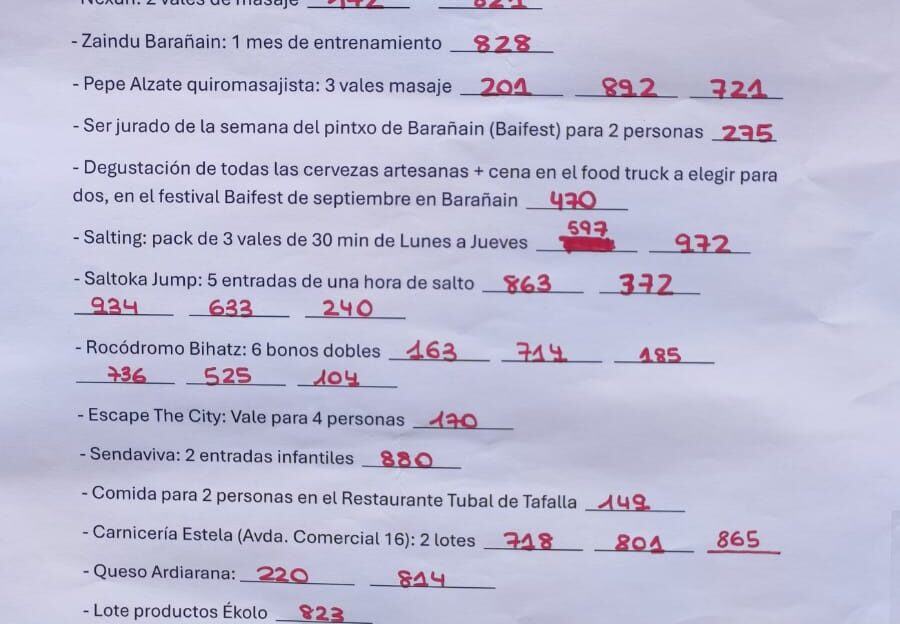 - Zaindu Barañain: 1 mes de entrenamiento 828
- Pepe Alzate quiromasajista: 3 vales masaje 201 892 721
- Ser jurado de la semana del pintxo de Barañain (Baifest) para 2 personas 275
- Degustación de todas las cervezas artesanas + cena en el food truck a elegir para
dos, en el festival Baifest de septiembre en Barañain 470
- Salting: pack de 3 vales de 30 min de Lunes a Jueves 597 972
- Saltoka Jump: 5 entradas de una hora de salto 863 372
934 633 240
- Rocódromo Bihatz: 6 bonos dobles 163 714 185
736 525 104
- Escape The City: Vale para 4 personas 170
- Sendaviva: 2 entradas infantiles 880
- Comida para 2 personas en el Restaurante Tubal de Tafalla 149
- Carnicería Estela (Avda. Comercial 16): 2 lotes 718 801 865
- Queso Ardiarana: 220 814
- Lote productos Ékolo 823